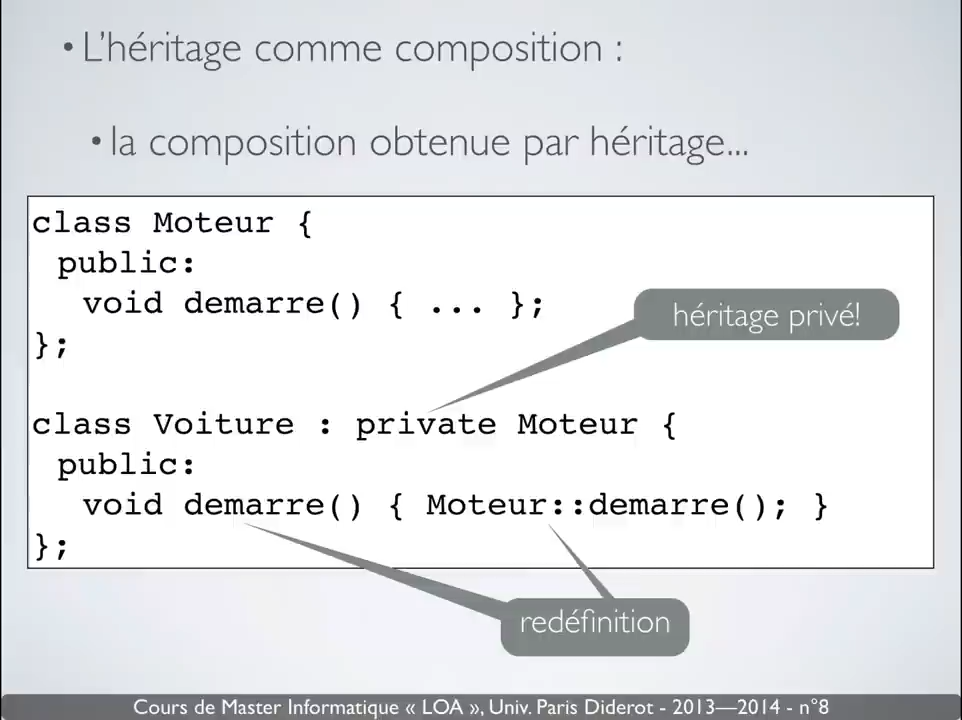 • L'héritage comme composition :
• la composition obtenue par héritage...
class Moteur {
public:
void demarre() { ... };
};
héritage privé!
class Voiture : private Moteur {
public:
void demarre() { Moteur::demarre(); }
};
redéfinition
Cours de Master Informatique « LOA », Univ. Paris Diderot - 2013—2014 - n°8